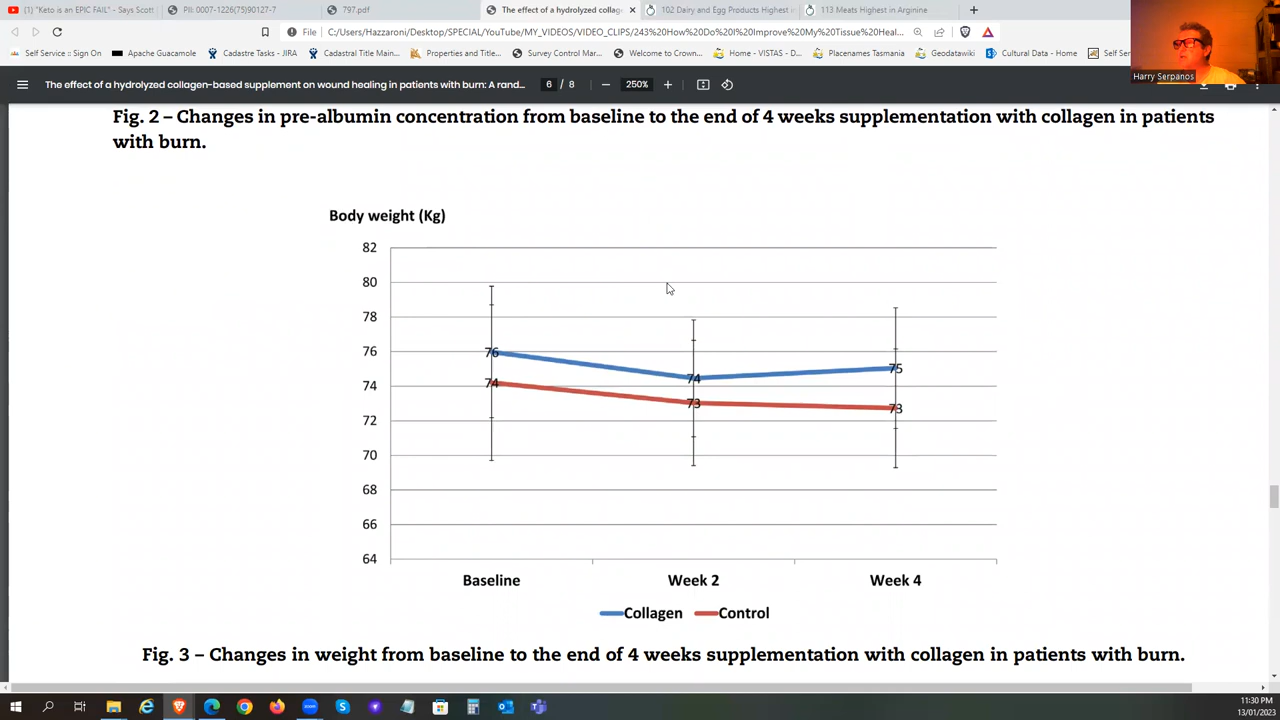 (1) "Keto is an EPIC FAIL" - Says Scott
PII: 0007-1226(75)90127-7
797.pdf
The effect of a hydrolyzed collage
102 Dairy and Egg Products Highest in
113 Meats Highest in Arginine
File
C:/Users/Hazzaroni/Desktop/SPECIAL/YouTube/MY_VIDEOS/VIDEO_CLIPS/243%20How%20Do%20I%20Improve%20My%20Tissue%20Heal...
Self Service :: Sign On
Apache Guacamole
Cadastre Tasks - JIRA
Cadastral Title Main...
Properties and Title...
Survey Control Mar...
Welcome to Crown...
Home - VISTAS - D...
Placenames Tasmania
Geodatawiki
Cultural Data - Home
Self Ser
Harry Serpanos
The effect of a hydrolyzed collagen-based supplement on wound healing in patients with burn: A rand...
6 / 8
250%
Fig. 2 – Changes in pre-albumin concentration from baseline to the end of 4 weeks supplementation with collagen in patients
with burn.
Body weight (Kg)
82
80
78
76
74
72
70
68
66
64
76
74
75
74
73
73
Baseline
Week 2
Week 4
Collagen
Control
Fig. 3 – Changes in weight from baseline to the end of 4 weeks supplementation with collagen in patients with burn.
11:30 PM
13/01/2023